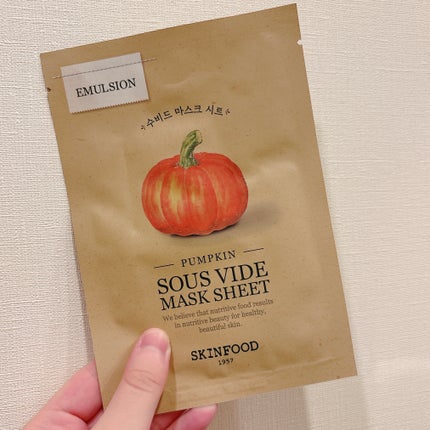 EMULSION
수비드 마스크 시트
PUMPKIN
SOUS VIDE
MASK SHEET
We believe that nutritive food results
in nutritive beauty for healthy,
beautiful skin.
SKINFOOD
1957